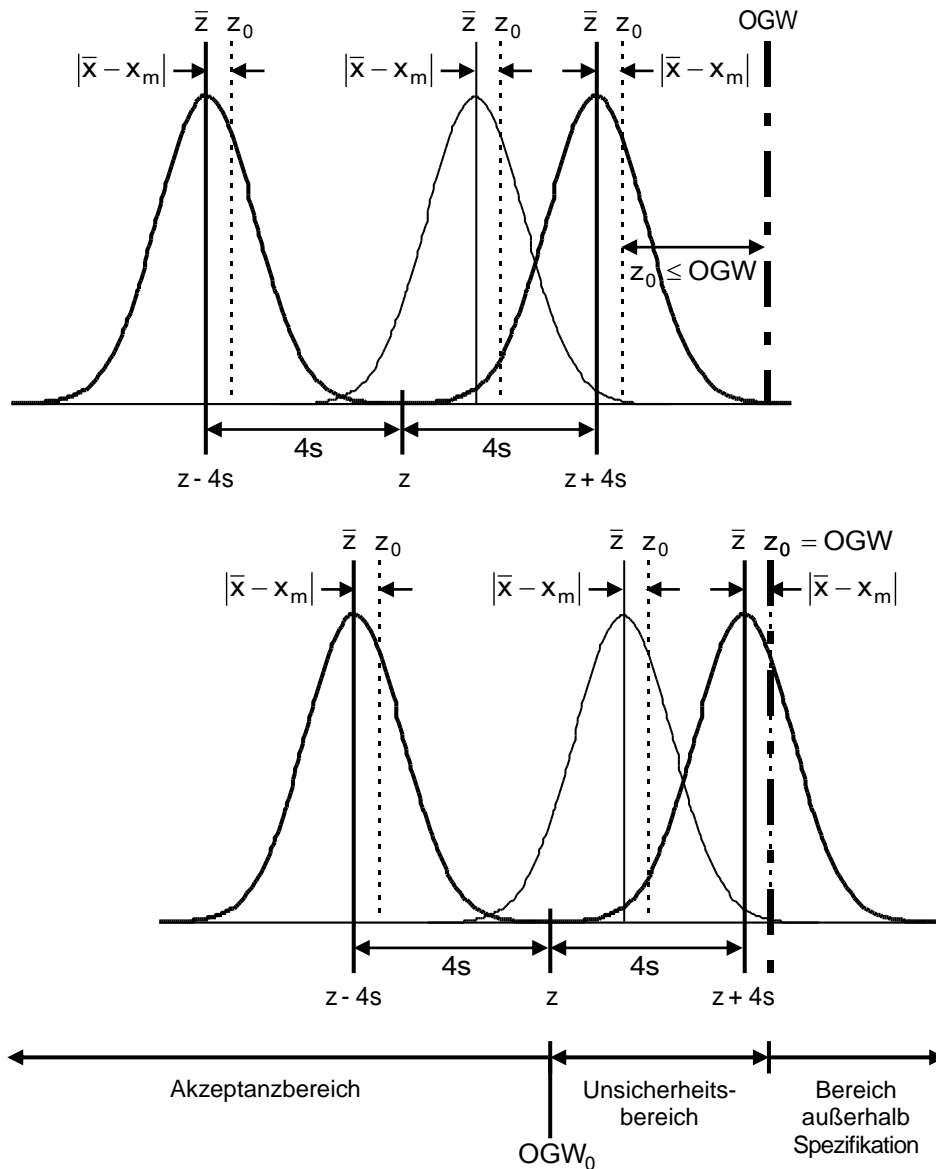 z̄ z₀ z̄ z₀ z̄ z₀ OGW
|x̄ − xₘ| |x̄ − xₘ| |x̄ − xₘ|
z₀ ≤ OGW
4s 4s
z - 4s z z + 4s
z̄ z₀ z̄ z₀ z̄ z₀ = OGW
|x̄ − xₘ| |x̄ − xₘ| |x̄ − xₘ|
4s 4s
z - 4s z z + 4s
Akzeptanzbereich Unsicherheits- Bereich
bereich außerhalb
Spezifikation
OGW₀